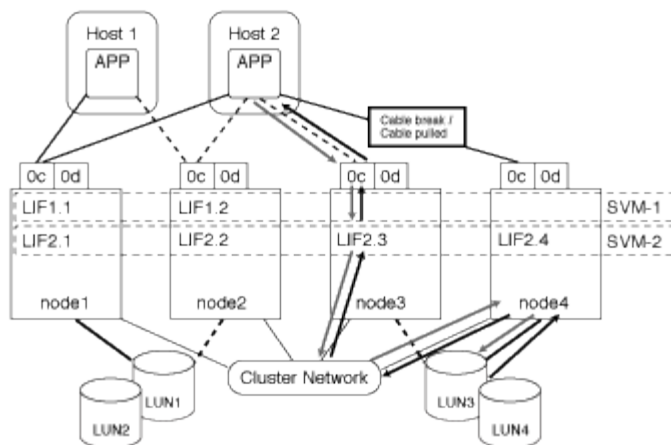 Host 1
Host 2
APP
APP
Cable break /
Cable pulled
0c 0d
0c 0d
0c 0d
0c 0d
LIF1.1
LIF1.2
SVM-1
LIF2.1
LIF2.2
LIF2.3
LIF2.4
SVM-2
node1
node2
node3
node4
Cluster Network
LUN1
LUN2
LUN3
LUN4